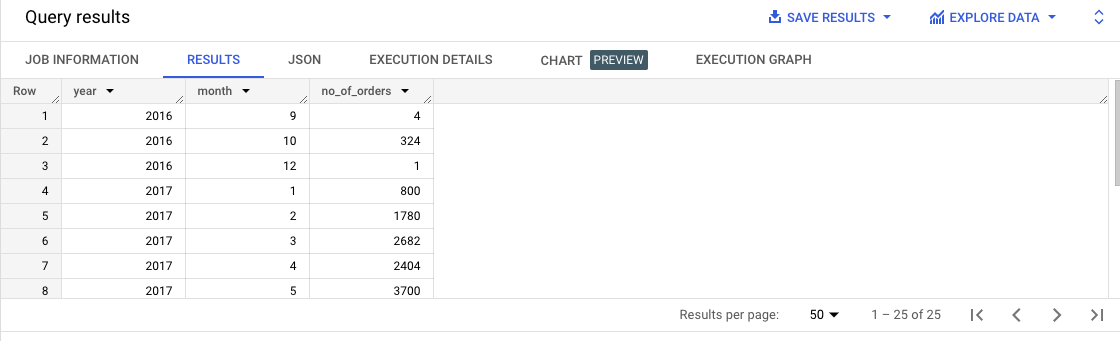 Query results SAVE RESULTS EXPLORE DATA
JOB INFORMATION RESULTS JSON EXECUTION DETAILS CHART PREVIEW EXECUTION GRAPH
Row year month no_of_orders
1 2016 9 4
2 2016 10 324
3 2016 12 1
4 2017 1 800
5 2017 2 1780
6 2017 3 2682
7 2017 4 2404
8 2017 5 3700
Results per page: 50 1 – 25 of 25